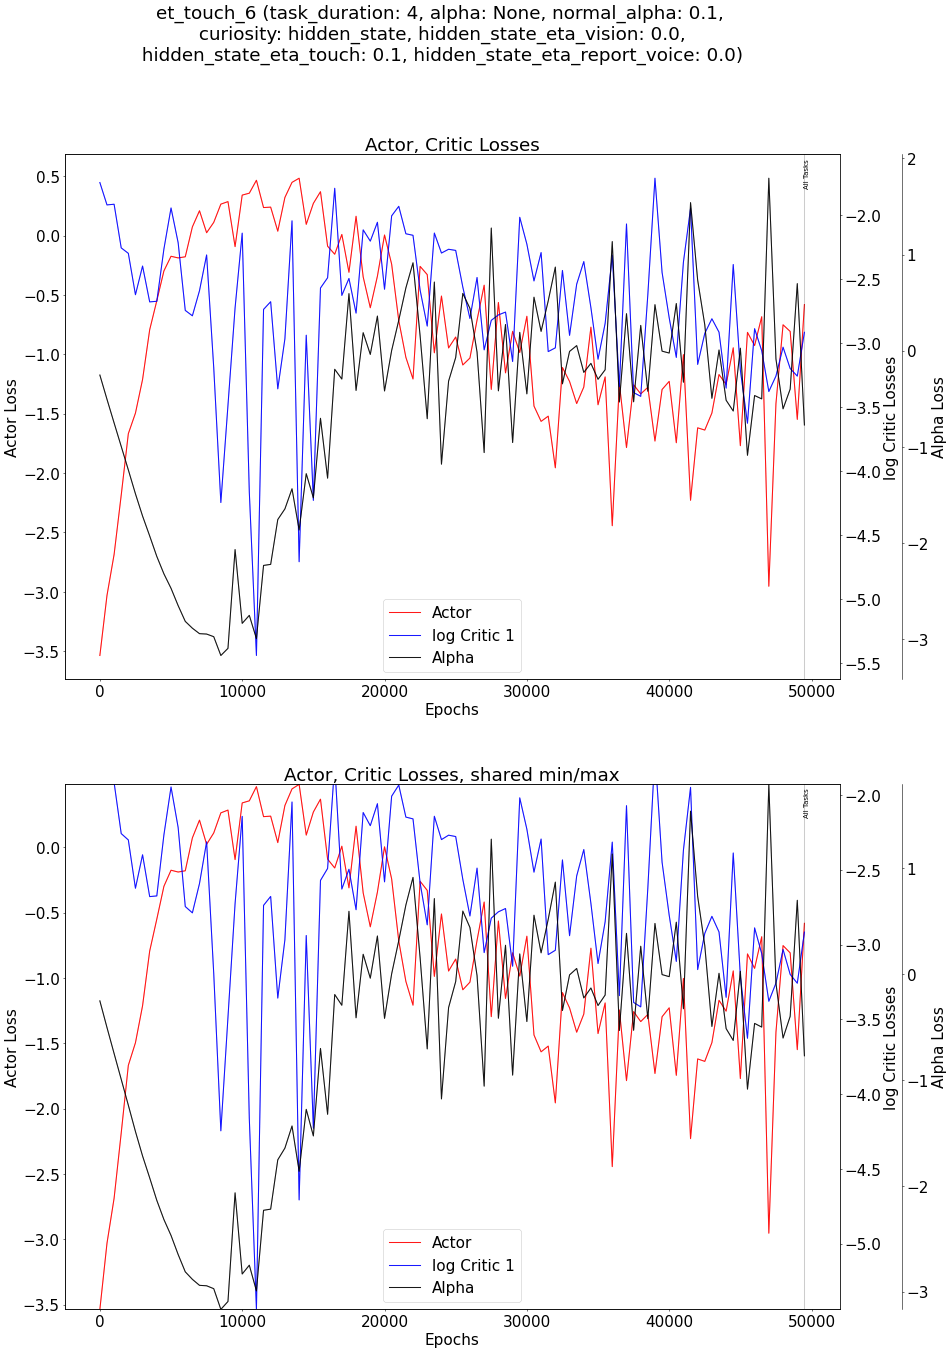 et_touch_6 (task_duration: 4, alpha: None, normal_alpha: 0.1,
curiosity: hidden_state, hidden_state_eta_vision: 0.0,
hidden_state_eta_touch: 0.1, hidden_state_eta_report_voice: 0.0)
Actor, Critic Losses
0.5
0.0
−0.5
−1.0
−1.5
−2.0
−2.5
−3.0
−3.5
Actor Loss
0
10000
20000
30000
40000
50000
Epochs
−2.0
−2.5
−3.0
−3.5
−4.0
−4.5
−5.0
−5.5
log Critic Losses
2
1
0
−1
−2
−3
Alpha Loss
All Tasks
Actor
log Critic 1
Alpha
Actor, Critic Losses, shared min/max
0.0
−0.5
−1.0
−1.5
−2.0
−2.5
−3.0
−3.5
Actor Loss
0
10000
20000
30000
40000
50000
Epochs
−2.0
−2.5
−3.0
−3.5
−4.0
−4.5
−5.0
log Critic Losses
1
0
−1
−2
−3
Alpha Loss
All Tasks
Actor
log Critic 1
Alpha